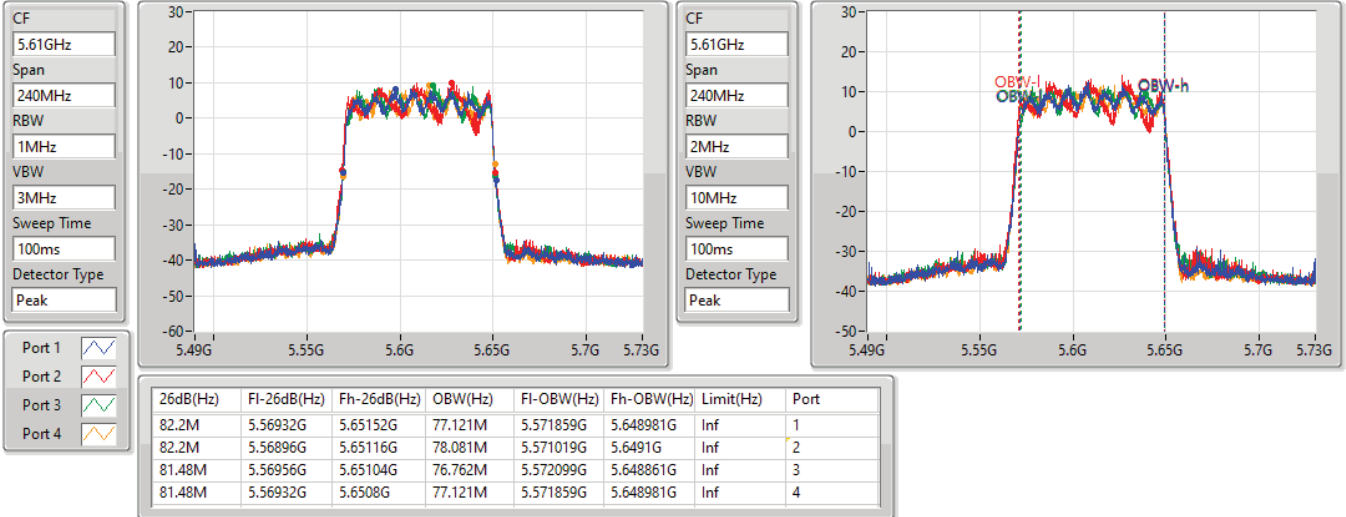 CF
5.61GHz
Span
240MHz
RBW
1MHz
VBW
3MHz
Sweep Time
100ms
Detector Type
Peak
30
20
10
0
-10
-20
-30
-40
-50
-60
5.49G 5.55G 5.6G 5.65G 5.7G 5.73G
CF
5.61GHz
Span
240MHz
RBW
2MHz
VBW
10MHz
Sweep Time
100ms
Detector Type
Peak
30
20
10
0
-10
-20
-30
-40
-50
OBW-l
OBW-h
5.49G 5.55G 5.6G 5.65G 5.7G 5.73G
Port 1
Port 2
Port 3
Port 4
26dB(Hz) Fl-26dB(Hz) Fh-26dB(Hz) OBW(Hz) Fl-OBW(Hz) Fh-OBW(Hz) Limit(Hz) Port
82.2M 5.56932G 5.65152G 77.121M 5.571859G 5.648981G Inf 1
82.2M 5.56896G 5.65116G 78.081M 5.571019G 5.6491G Inf 2
81.48M 5.56956G 5.65104G 76.762M 5.572099G 5.648861G Inf 3
81.48M 5.56932G 5.6508G 77.121M 5.571859G 5.648981G Inf 4